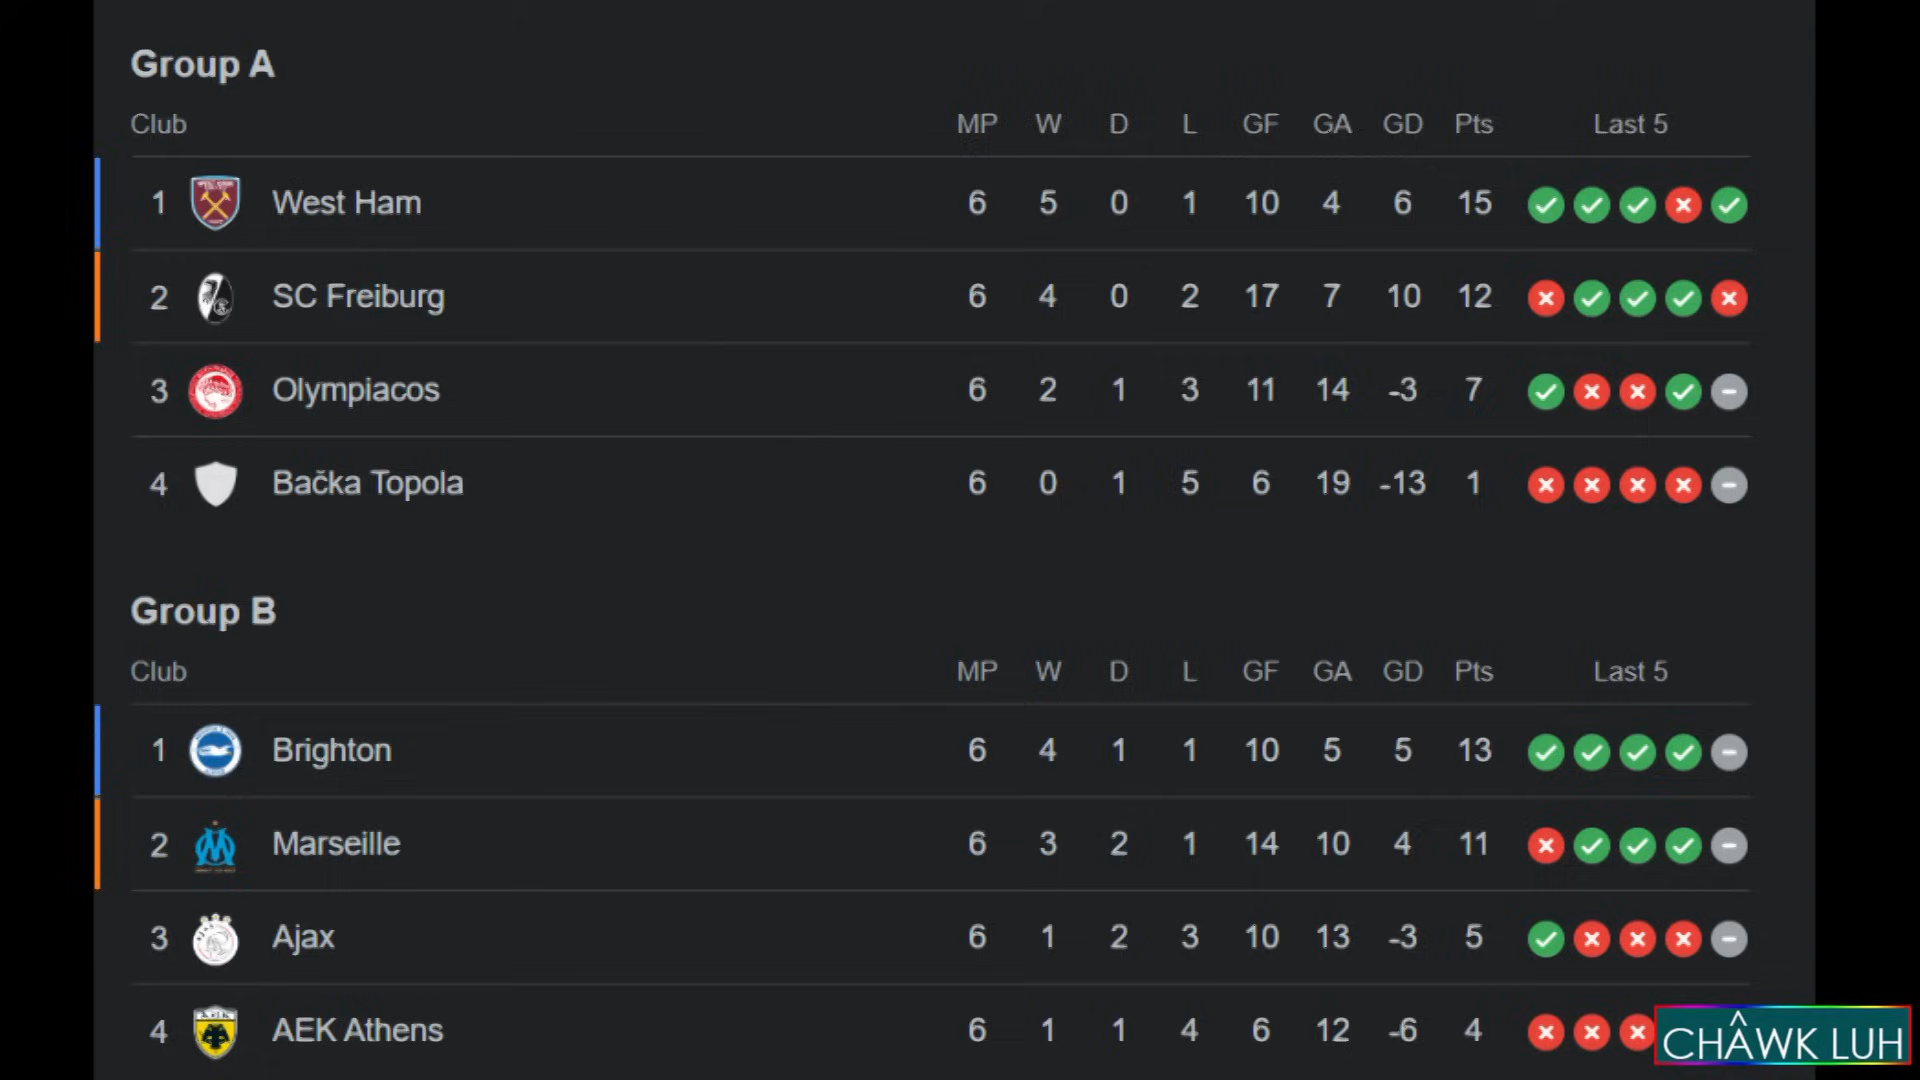 Group A
Club MP W D L GF GA GD Pts Last 5
1 West Ham 6 5 0 1 10 4 6 15
2 SC Freiburg 6 4 0 2 17 7 10 12
3 Olympiacos 6 2 1 3 11 14 -3 7
4 Bačka Topola 6 0 1 5 6 19 -13 1
Group B
Club MP W D L GF GA GD Pts Last 5
1 Brighton 6 4 1 1 10 5 5 13
2 Marseille 6 3 2 1 14 10 4 11
3 Ajax 6 1 2 3 10 13 -3 5
4 AEK Athens 6 1 1 4 6 12 -6 4
CHÂWK LUH